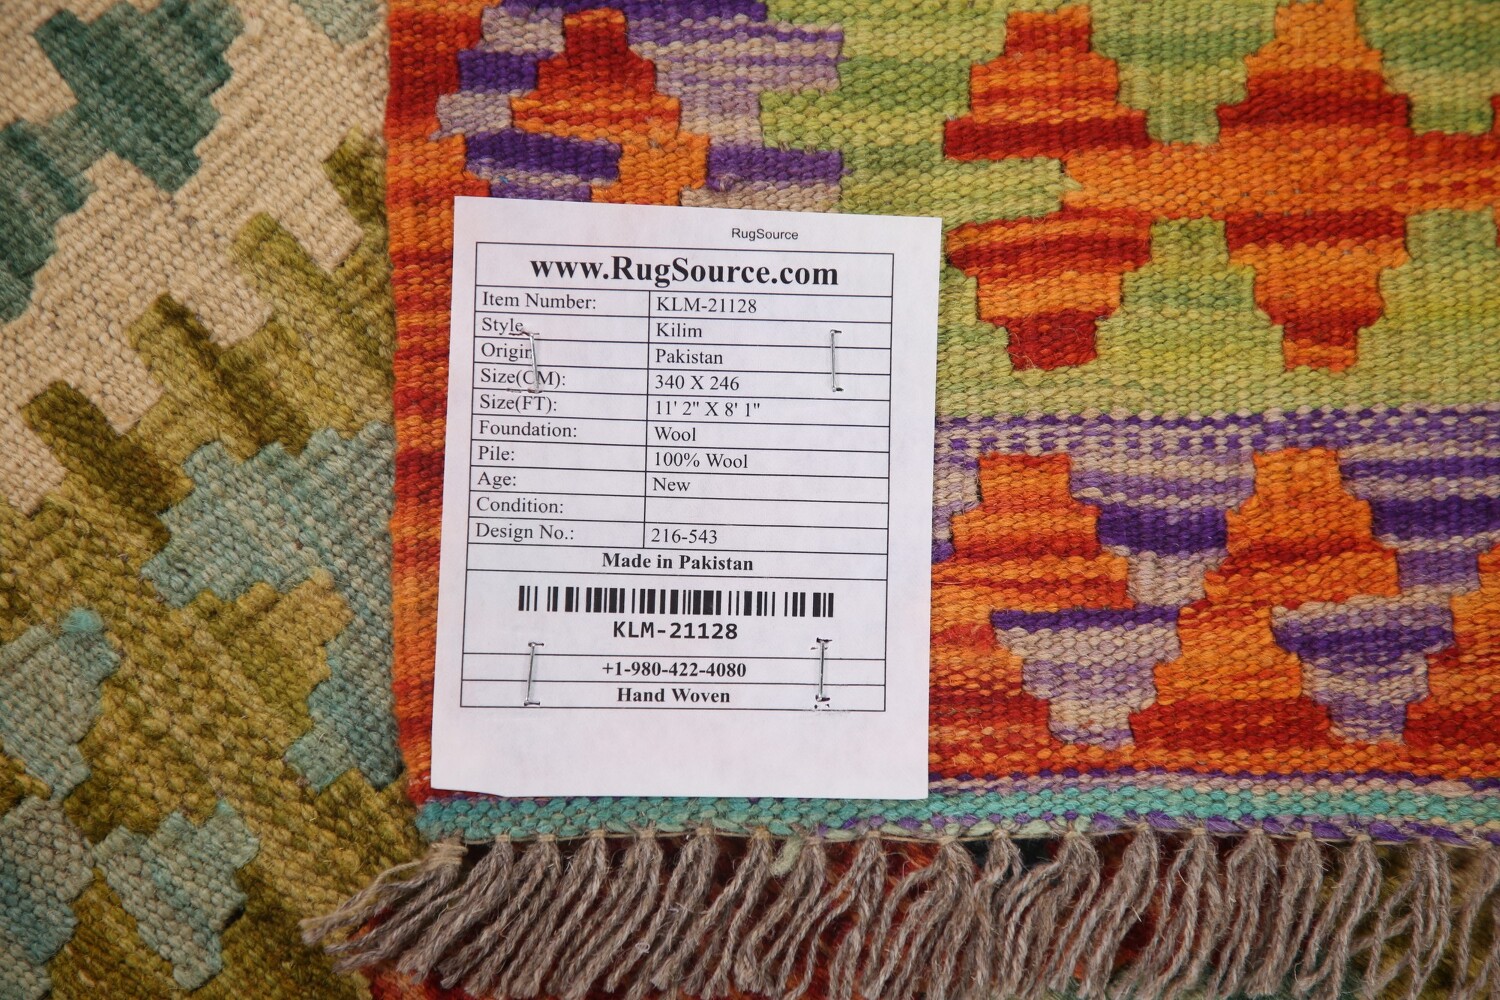 RugSource
www.RugSource.com
Item Number: KLM-21128
Style Kilim
Origin Pakistan
Size(CM): 340 X 246
Size(FT): 11' 2" X 8' 1"
Foundation: Wool
Pile: 100% Wool
Age: New
Condition:
Design No.: 216-543
Made in Pakistan
KLM-21128
+1-980-422-4080
Hand Woven